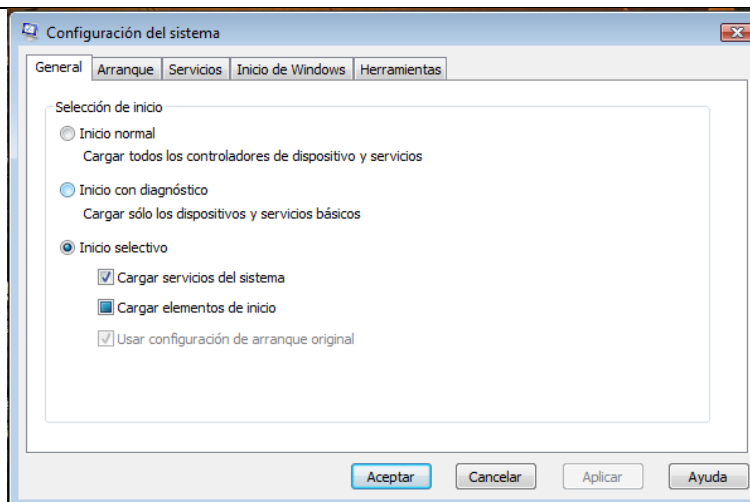 Configuración del sistema
General Arranque Servicios Inicio de Windows Herramientas
Selección de inicio
Inicio normal
Cargar todos los controladores de dispositivo y servicios
Inicio con diagnóstico
Cargar sólo los dispositivos y servicios básicos
Inicio selectivo
Cargar servicios del sistema
Cargar elementos de inicio
Usar configuración de arranque original
Aceptar Cancelar Aplicar Ayuda